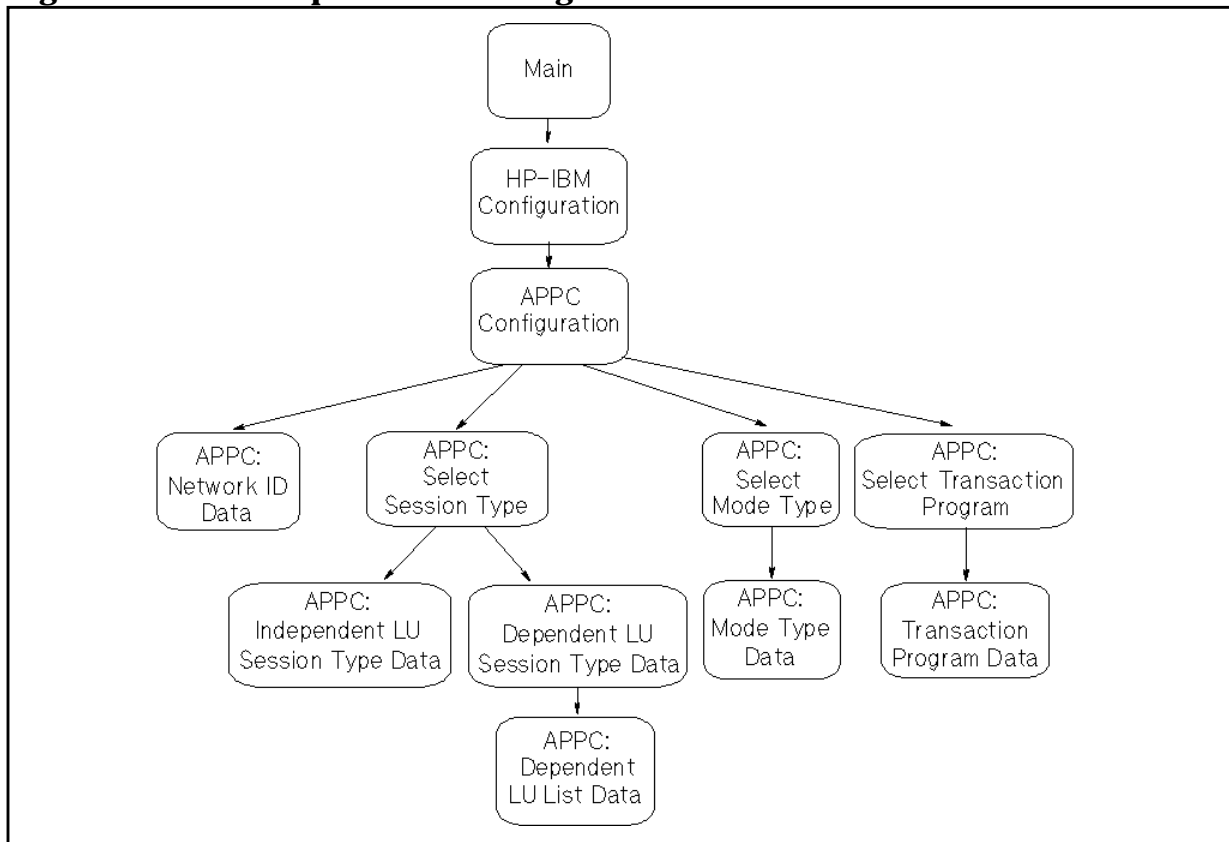 Main
HP-IBM
Configuration
APPC
Configuration
APPC:
Network ID
Data
APPC:
Select
Session Type
APPC:
Select
Mode Type
APPC:
Select Transaction
Program
APPC:
Independent LU
Session Type Data
APPC:
Dependent LU
Session Type Data
APPC:
Mode Type
Data
APPC:
Transaction
Program Data
APPC:
Dependent
LU List Data